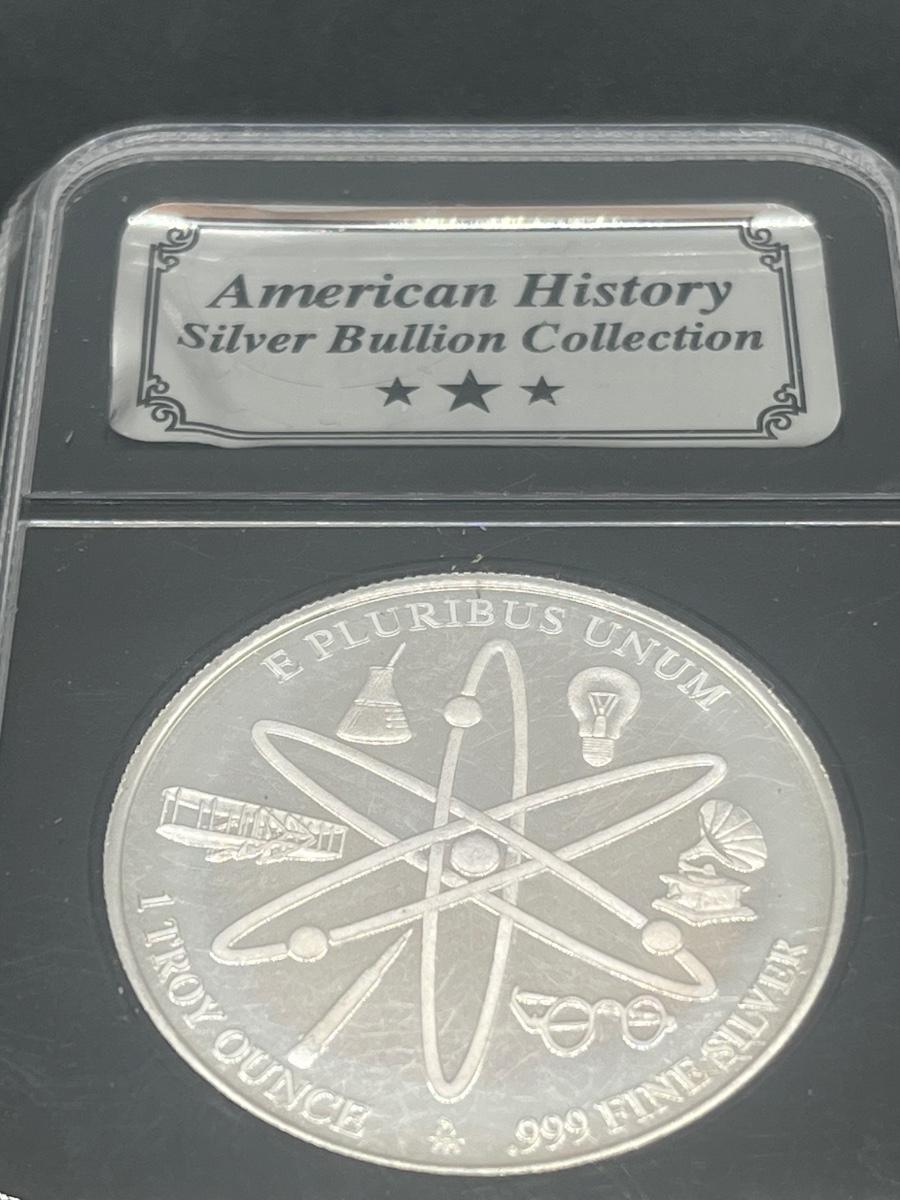 American History
Silver Bullion Collection
E PLURIBUS UNUM
1 TROY OUNCE
.999 FINE SILVER